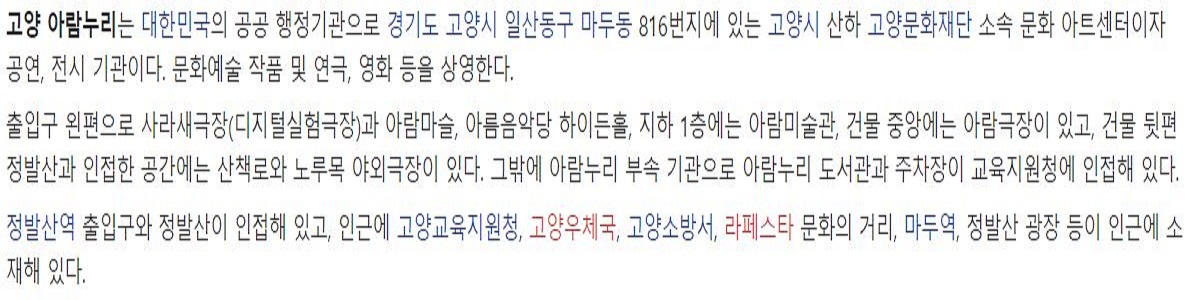 고양 아람누리는 대한민국의 공공 행정기관으로 경기도 고양시 일산동구 마두동 816번지에 있는 고양시 산하 고양문화재단 소속 문화 아트센터이자
공연, 전시 기관이다. 문화예술 작품 및 연극, 영화 등을 상영한다.
출입구 왼편으로 사라새극장(디지털실험극장)과 아람마슬, 아름음악당 하이든홀, 지하 1층에는 아람미술관, 건물 중앙에는 아람극장이 있고, 건물 뒷편
정발산과 인접한 공간에는 산책로와 노루목 야외극장이 있다. 그밖에 아람누리 부속 기관으로 아람누리 도서관과 주차장이 교육지원청에 인접해 있다.
정발산역 출입구와 정발산이 인접해 있고, 인근에 고양교육지원청, 고양우체국, 고양소방서, 라페스타 문화의 거리, 마두역, 정발산 광장 등이 인근에 소
재해 있다.